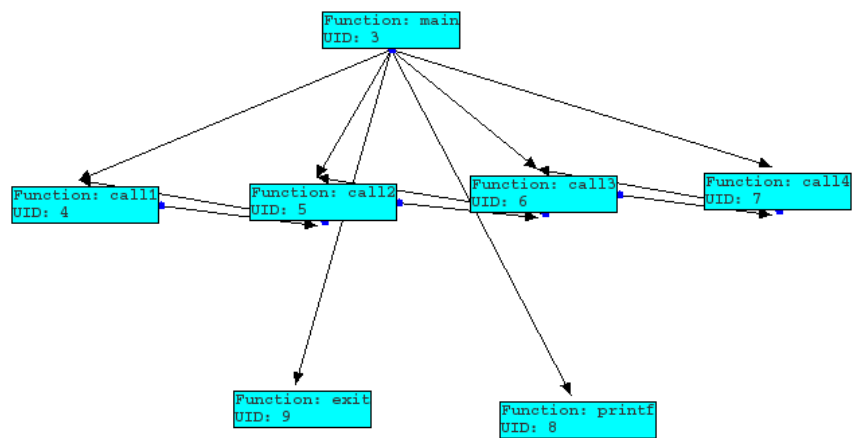 Function: main
UID: 3
Function: call1
UID: 4
Function: call2
UID: 5
Function: call3
UID: 6
Function: call4
UID: 7
Function: exit
UID: 9
Function: printf
UID: 8